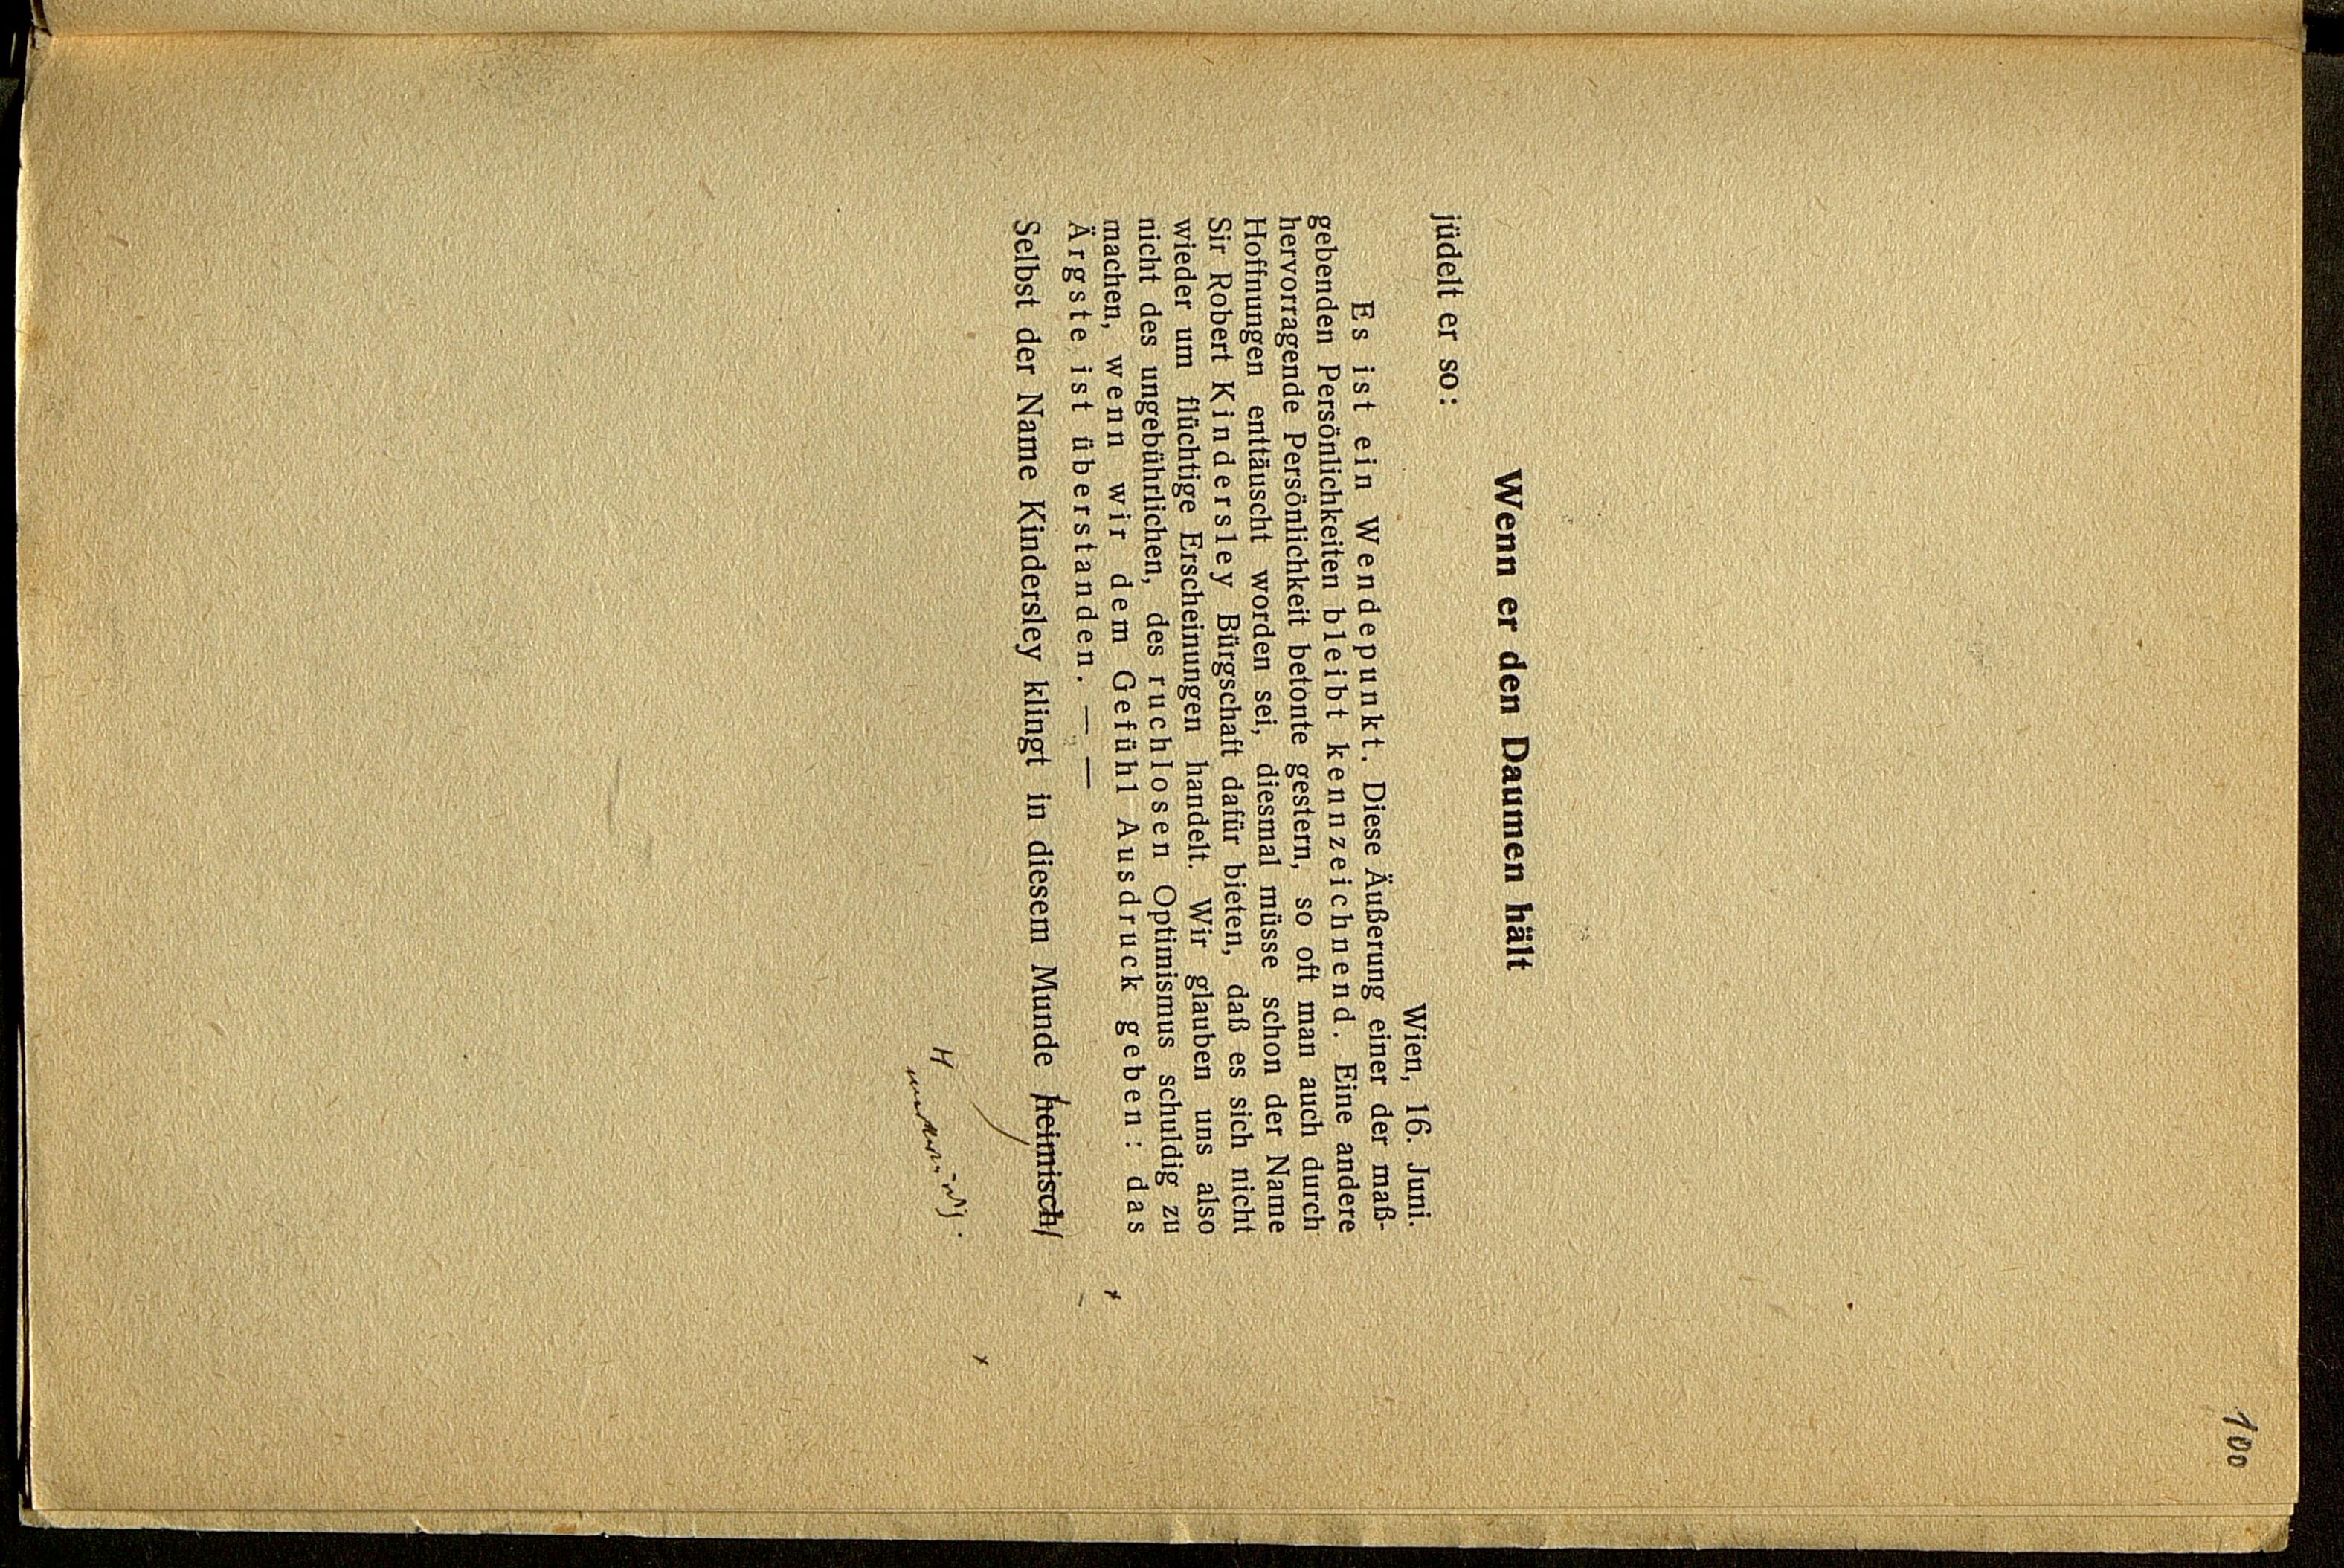 100
Wenn er den Daumen hält
jüdelt er so:
Wien, 16. Juni.
Es ist ein Wendepunkt. Diese Äußerung einer der maß-
gebenden Persönlichkeiten bleibt kennzeichnend. Eine andere
hervorragende Persönlichkeit betonte gestern, so oft man auch durch
Hoffnungen enttäuscht worden sei, diesmal müsse schon der Name
Sir Robert Kindersley Bürgschaft dafür bieten, daß es sich nicht
wieder um flüchtige Erscheinungen handelt. Wir glauben uns also
nicht des ungebührlichen, des ruchlosen Optimismus schuldig zu
machen, wenn wir dem Gefühl Ausdruck geben: das
Ärgste ist überstanden. — —
Selbst der Name Kindersley klingt in diesem Munde heimisch